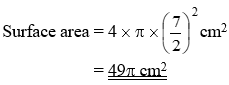 Surface area = 4 × π × (7/2)² cm²
= 49π cm²